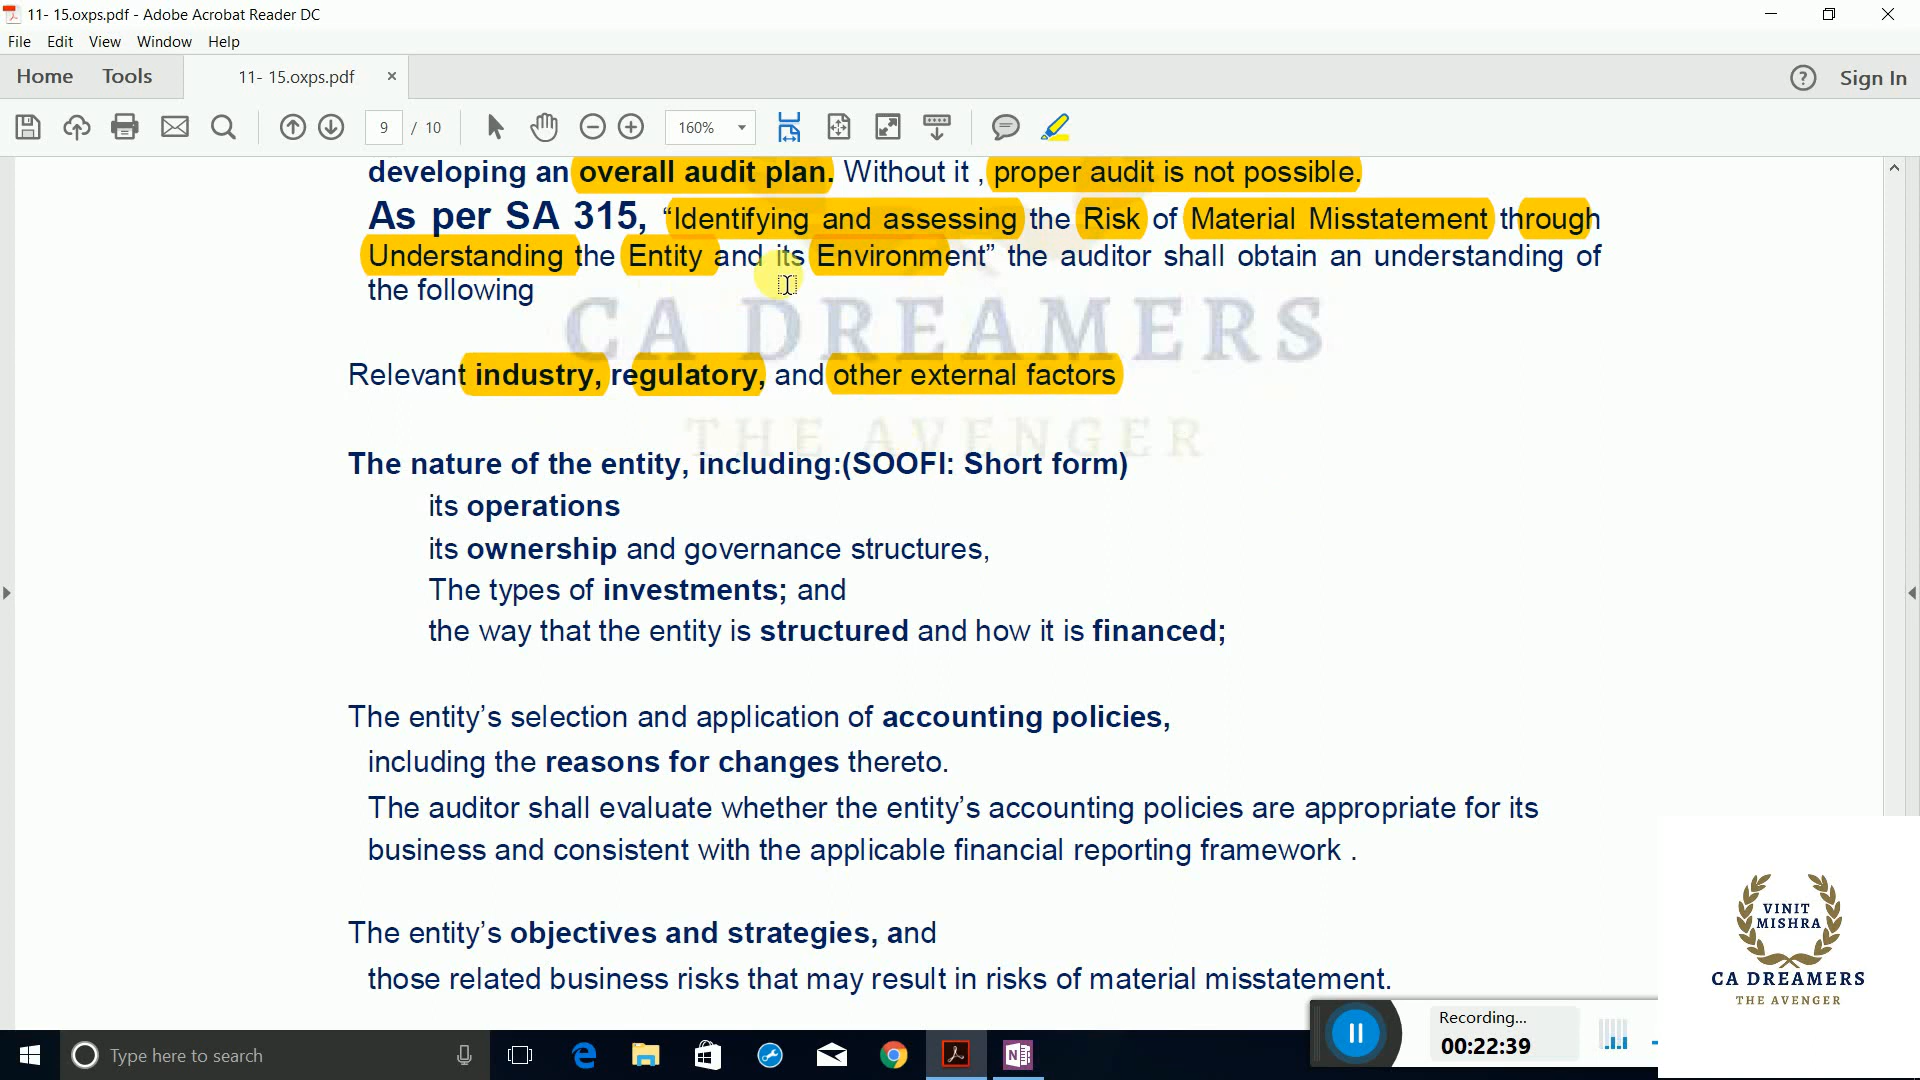 11- 15.oxps.pdf - Adobe Acrobat Reader DC
File Edit View Window Help
Home Tools 11- 15.oxps.pdf × ? Sign In
9 / 10 160%
developing an overall audit plan. Without it , proper audit is not possible.
As per SA 315, “Identifying and assessing the Risk of Material Misstatement through
Understanding the Entity and its Environment” the auditor shall obtain an understanding of
the following
CA DREAMERS
Relevant industry, regulatory, and other external factors
THE AVENGER
The nature of the entity, including:(SOOFI: Short form)
its operations
its ownership and governance structures,
The types of investments; and
the way that the entity is structured and how it is financed;
The entity’s selection and application of accounting policies,
including the reasons for changes thereto.
The auditor shall evaluate whether the entity’s accounting policies are appropriate for its
business and consistent with the applicable financial reporting framework .
The entity’s objectives and strategies, and
those related business risks that may result in risks of material misstatement.
VINIT
MISHRA
CA DREAMERS
THE AVENGER
Recording...
00:22:39
Type here to search